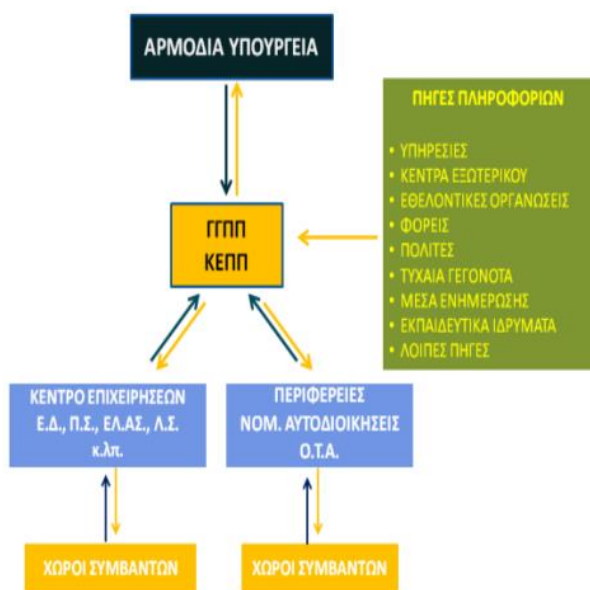 ΑΡΜΟΔΙΑ ΥΠΟΥΡΓΕΙΑ
ΠΗΓΕΣ ΠΛΗΡΟΦΟΡΙΩΝ
• ΥΠΗΡΕΣΙΕΣ
• ΚΕΝΤΡΑ ΕΞΩΤΕΡΙΚΟΥ
• ΕΘΕΛΟΝΤΙΚΕΣ ΟΡΓΑΝΩΣΕΙΣ
• ΦΟΡΕΙΣ
• ΠΟΛΙΤΕΣ
• ΤΥΧΑΙΑ ΓΕΓΟΝΟΤΑ
• ΜΕΣΑ ΕΝΗΜΕΡΩΣΗΣ
• ΕΚΠΑΙΔΕΥΤΙΚΑ ΙΔΡΥΜΑΤΑ
• ΛΟΙΠΕΣ ΠΗΓΕΣ
ΓΓΠΠ
ΚΕΠΠ
ΚΕΝΤΡΟ ΕΠΙΧΕΙΡΗΣΕΩΝ
Ε.Δ., Π.Σ., ΕΛ.ΑΣ., Λ.Σ.
κ.λπ.
ΠΕΡΙΦΕΡΕΙΕΣ
ΝΟΜ. ΑΥΤΟΔΙΟΙΚΗΣΕΙΣ
Ο.Τ.Α.
ΧΩΡΟΙ ΣΥΜΒΑΝΤΩΝ
ΧΩΡΟΙ ΣΥΜΒΑΝΤΩΝ